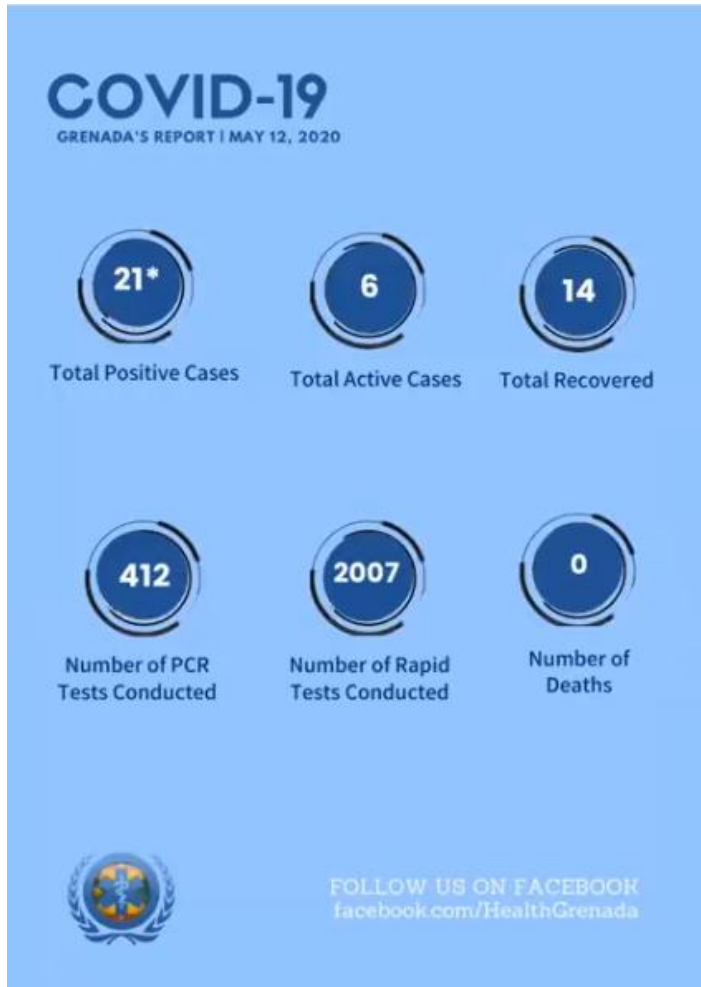 COVID-19
GRENADA'S REPORT | MAY 12, 2020
21*
Total Positive Cases
6
Total Active Cases
14
Total Recovered
412
Number of PCR
Tests Conducted
2007
Number of Rapid
Tests Conducted
0
Number of
Deaths
FOLLOW US ON FACEBOOK
facebook.com/HealthGrenada